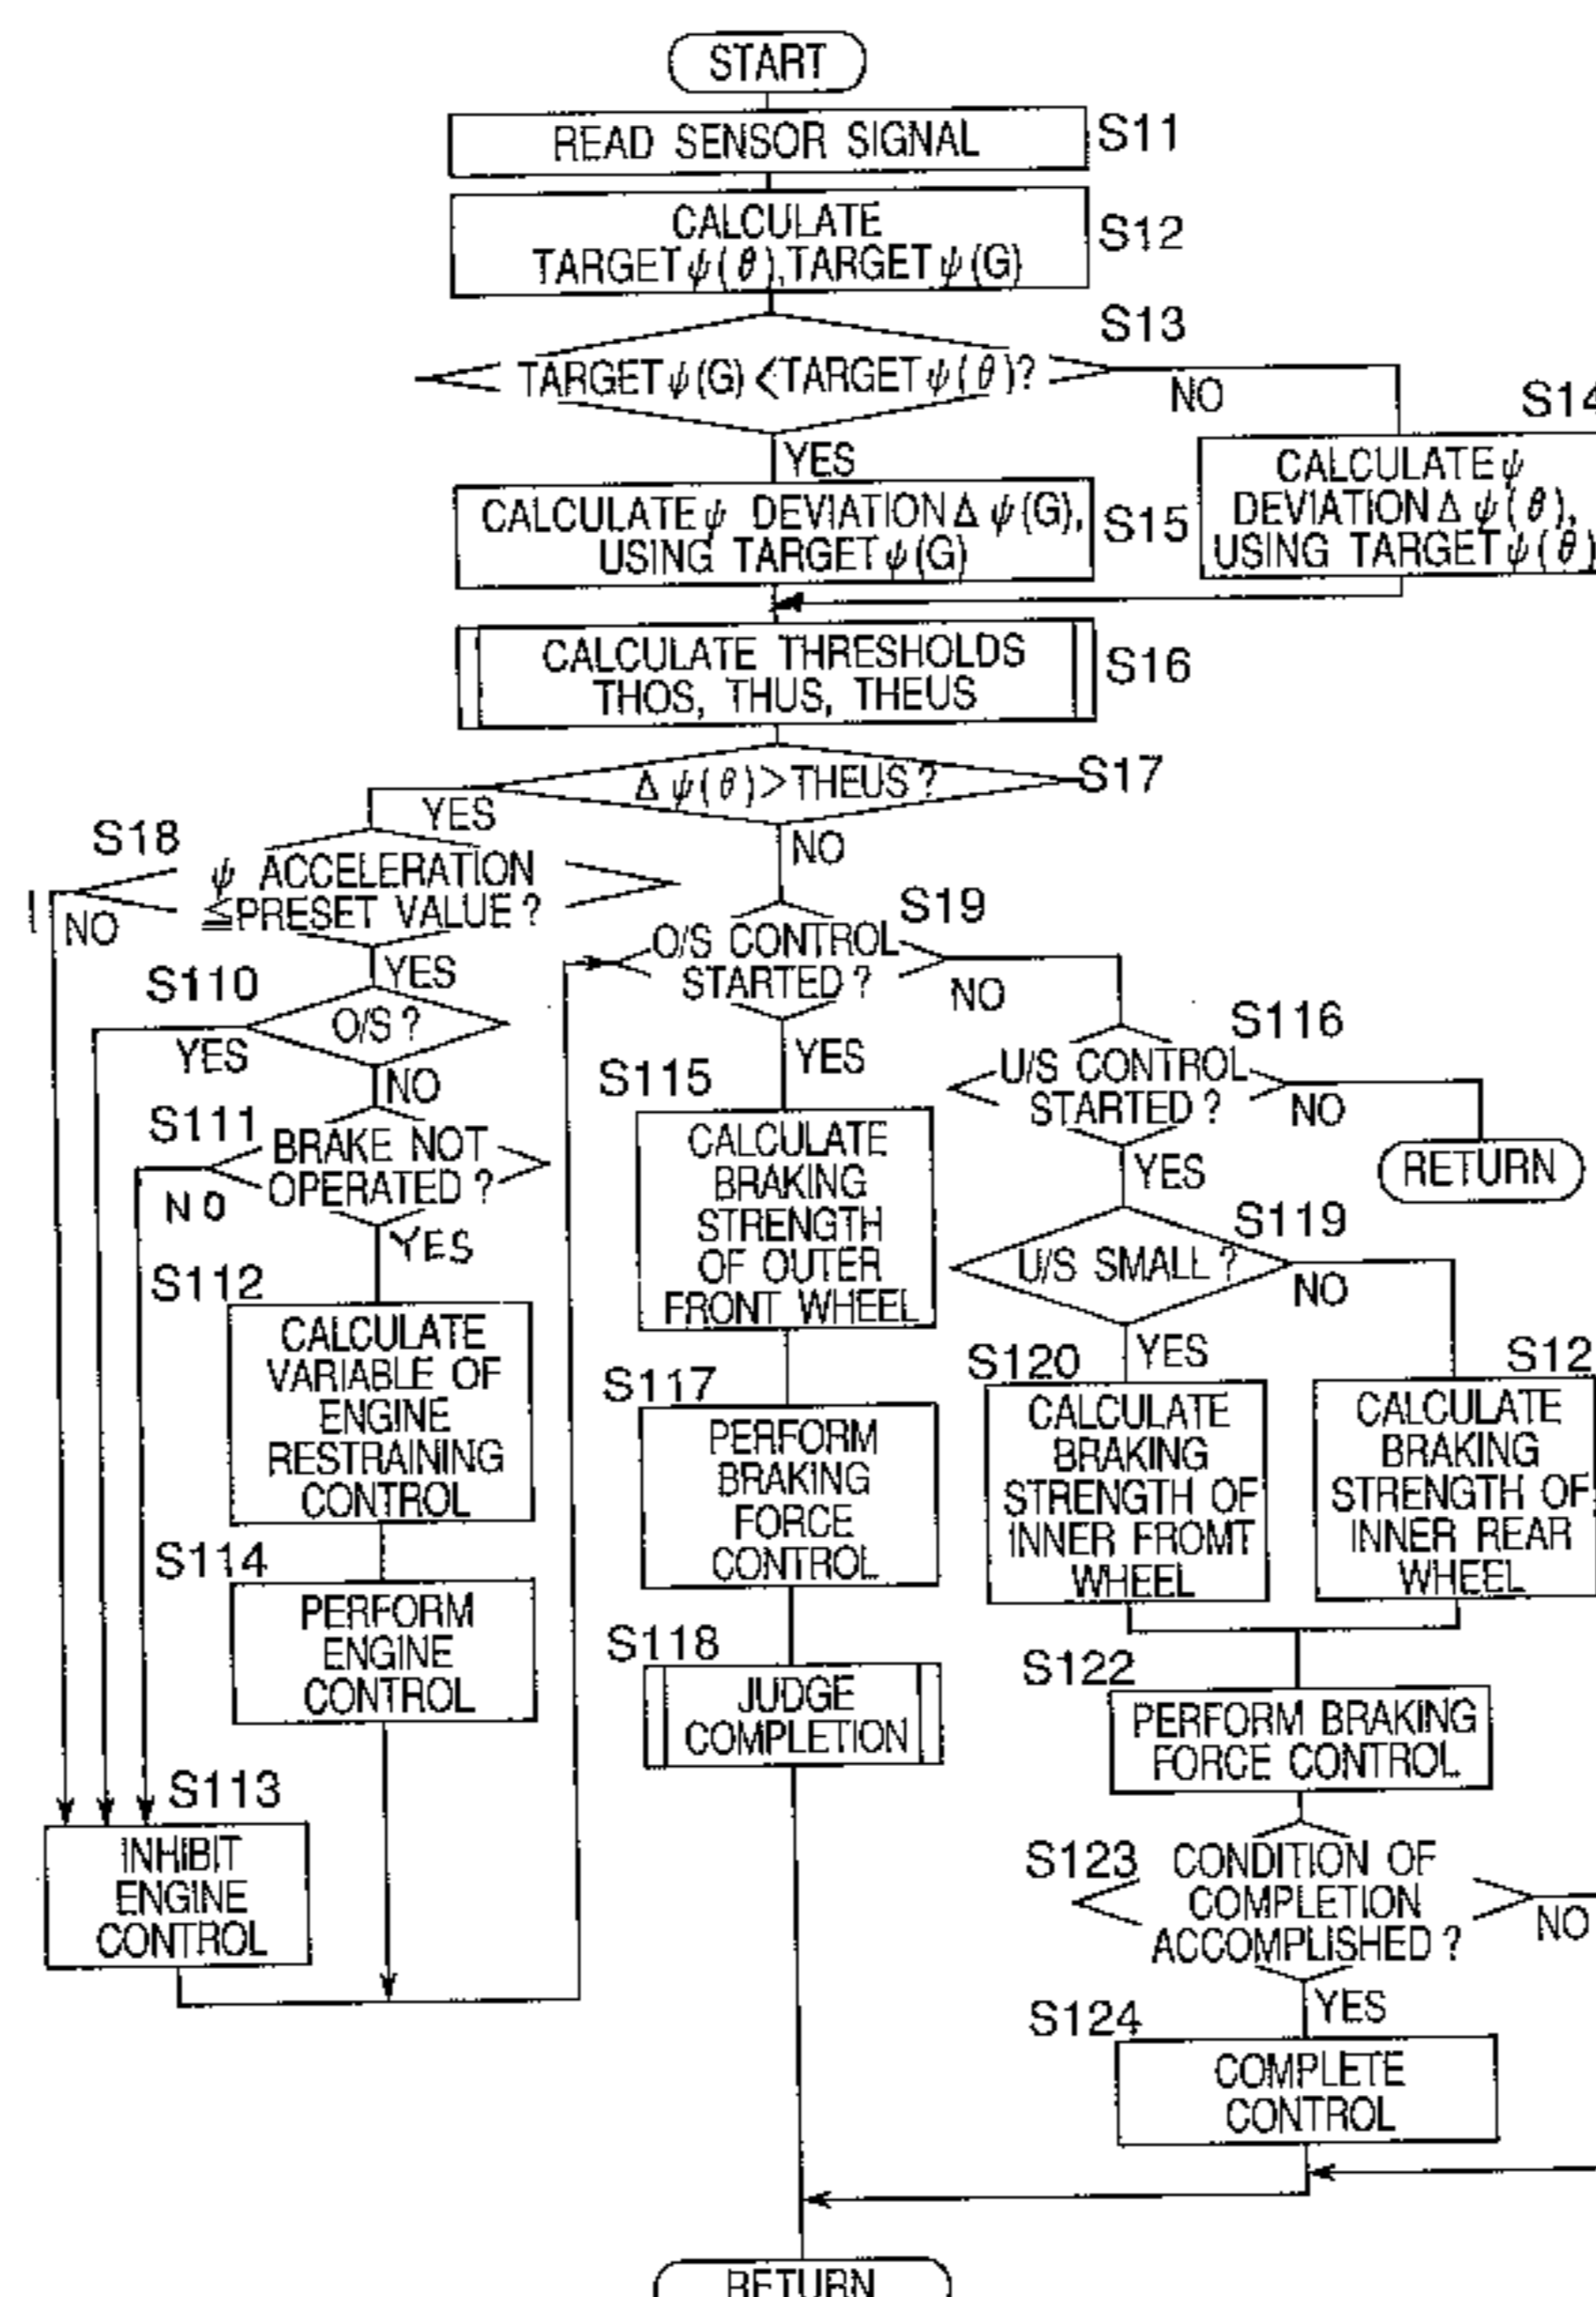 START
READ SENSOR SIGNAL
S11
CALCULATE
TARGET ψ(θ),TARGET ψ(G)
S12
S13
TARGET ψ(G) <TARGET ψ(θ)?
NO
YES
S14
CALCULATE ψ
DEVIATION Δ ψ(θ),
USING TARGET ψ(θ)
CALCULATE ψ DEVIATION Δ ψ(G),
USING TARGET ψ(G)
S15
CALCULATE THRESHOLDS
THOS, THUS, THEUS
S16
Δ ψ(θ)>THEUS ?
S17
YES
NO
S18
ψ ACCELERATION
≦PRESET VALUE ?
NO
YES
S19
O/S CONTROL
STARTED ?
NO
YES
S110
O/S ?
YES
NO
S111
BRAKE NOT
OPERATED ?
NO
YES
S112
CALCULATE
VARIABLE OF
ENGINE
RESTRAINING
CONTROL
S114
PERFORM
ENGINE
CONTROL
S113
INHIBIT
ENGINE
CONTROL
S115
CALCULATE
BRAKING
STRENGTH
OF OUTER
FRONT WHEEL
S117
PERFORM
BRAKING
FORCE
CONTROL
S118
JUDGE
COMPLETION
S116
U/S CONTROL
STARTED ?
NO
RETURN
YES
S119
U/S SMALL ?
NO
YES
S120
CALCULATE
BRAKING
STRENGTH OF
INNER FROMT
WHEEL
S12
CALCULATE
BRAKING
STRENGTH OF
INNER REAR
WHEEL
S122
PERFORM BRAKING
FORCE CONTROL
S123
CONDITION OF
COMPLETION
ACCOMPLISHED ?
NO
YES
S124
COMPLETE
CONTROL
RETURN